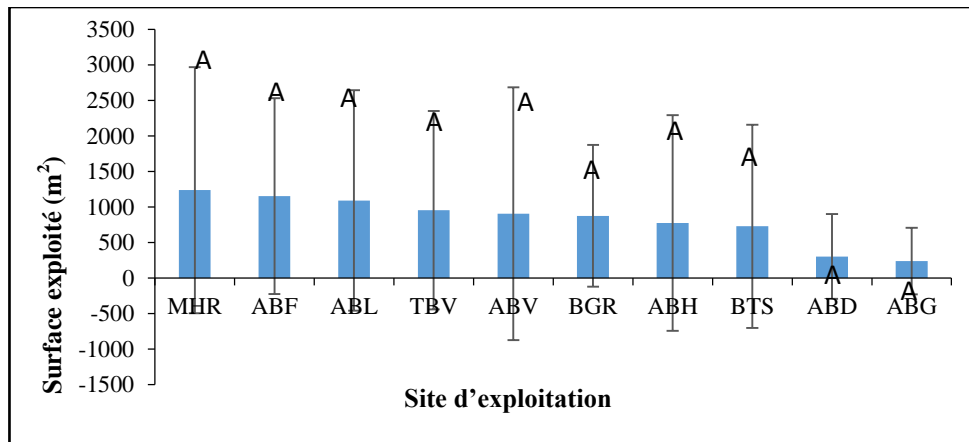 Surface exploité (m²)
3500
3000
2500
2000
1500
1000
500
0
-500
-1000
-1500
A A A A A A A A A A
MHR ABF ABL TBV ABV BGR ABH BTS ABD ABG
Site d'exploitation